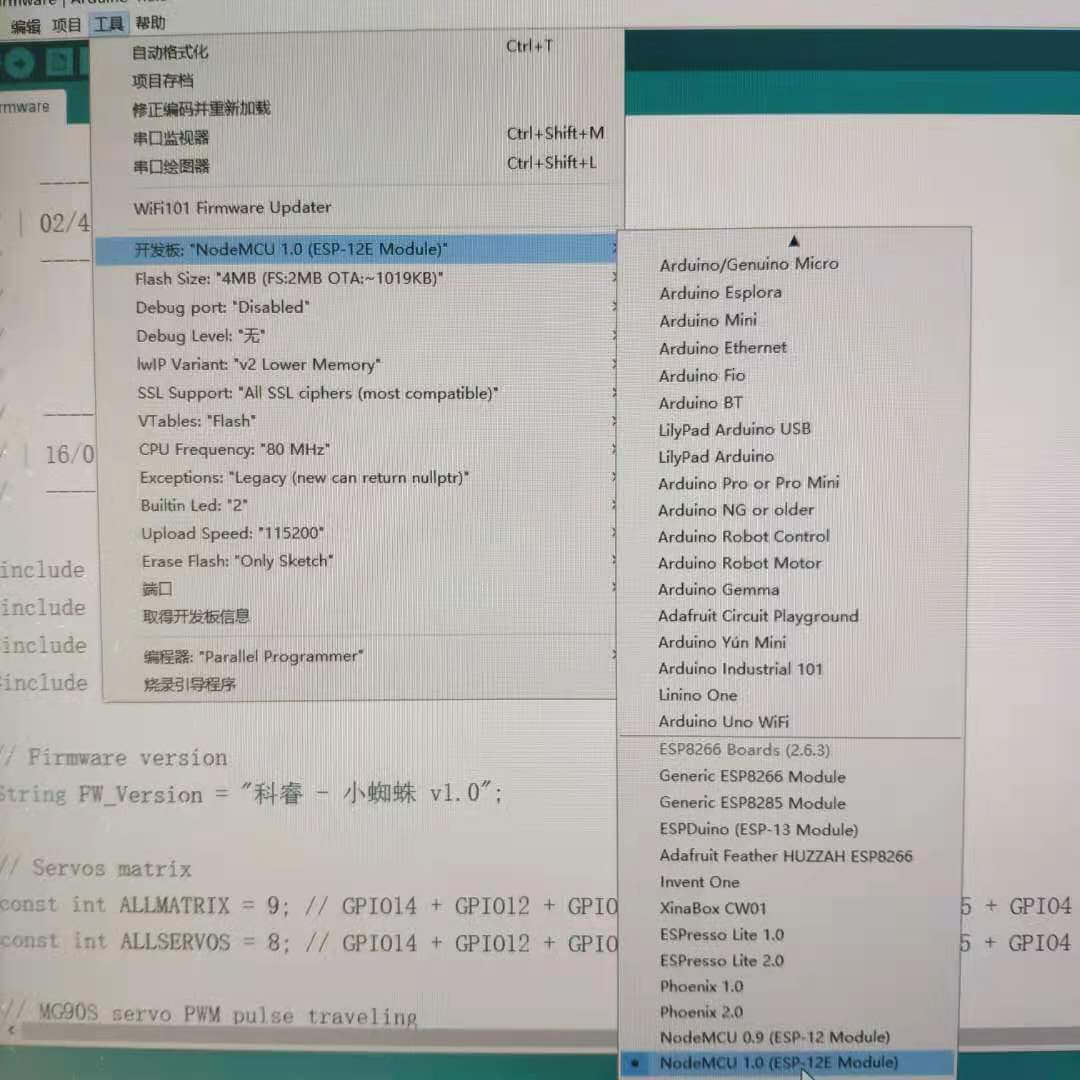 编辑 项目 工具 帮助
自动格式化 Ctrl+T
项目存档
修正编码并重新加载
串口监视器 Ctrl+Shift+M
串口绘图器 Ctrl+Shift+L
WiFi101 Firmware Updater
开发板: "NodeMCU 1.0 (ESP-12E Module)"
Flash Size: "4MB (FS:2MB OTA:~1019KB)"
Debug port: "Disabled"
Debug Level: "无"
lwIP Variant: "v2 Lower Memory"
SSL Support: "All SSL ciphers (most compatible)"
VTables: "Flash"
CPU Frequency: "80 MHz"
Exceptions: "Legacy (new can return nullptr)"
Builtin Led: "2"
Upload Speed: "115200"
Erase Flash: "Only Sketch"
端口
取得开发板信息
编程器: "Parallel Programmer"
烧录引导程序
Arduino/Genuino Micro
Arduino Esplora
Arduino Mini
Arduino Ethernet
Arduino Fio
Arduino BT
LilyPad Arduino USB
LilyPad Arduino
Arduino Pro or Pro Mini
Arduino NG or older
Arduino Robot Control
Arduino Robot Motor
Arduino Gemma
Adafruit Circuit Playground
Arduino Yún Mini
Arduino Industrial 101
Linino One
Arduino Uno WiFi
ESP8266 Boards (2.6.3)
Generic ESP8266 Module
Generic ESP8285 Module
ESPDuino (ESP-13 Module)
Adafruit Feather HUZZAH ESP8266
Invent One
XinaBox CW01
ESPresso Lite 1.0
ESPresso Lite 2.0
Phoenix 1.0
Phoenix 2.0
NodeMCU 0.9 (ESP-12 Module)
NodeMCU 1.0 (ESP-12E Module)
rmware
02/4
16/0
include
include
include
include
// Firmware version
String FW_Version = "科睿 - 小蜘蛛 v1.0";
// Servos matrix
const int ALLMATRIX = 9; // GPIO14 + GPIO12 + GPIO 5 + GPIO4
const int ALLSERVOS = 8; // GPIO14 + GPIO12 + GPIO 5 + GPIO4
// MG90S servo PWM pulse traveling